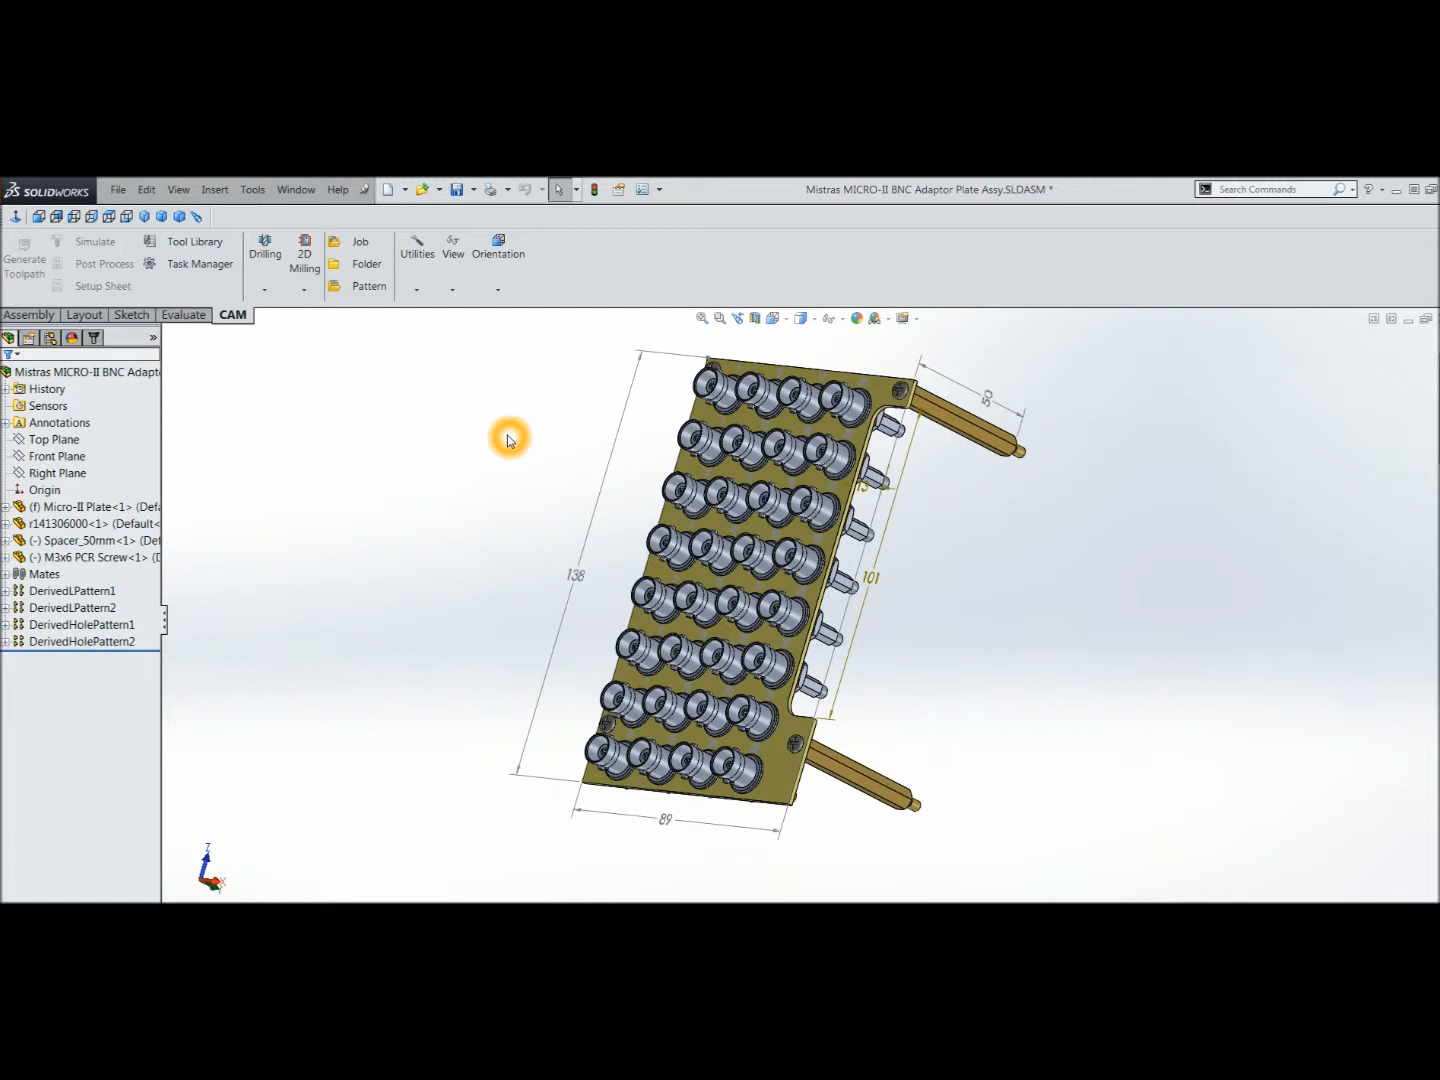 SOLIDWORKS File Edit View Insert Tools Window Help Mistras MICRO-II BNC Adaptor Plate Assy.SLDASM * Search Commands
Generate Toolpath
Simulate
Post Process
Setup Sheet
Tool Library
Task Manager
Drilling
2D Milling
Job
Folder
Pattern
Utilities
View
Orientation
Assembly Layout Sketch Evaluate CAM
Mistras MICRO-II BNC Adapt
History
Sensors
Annotations
Top Plane
Front Plane
Right Plane
Origin
(f) Micro-II Plate<1> (Defa
r141306000<1> (Default<
(-) Spacer_50mm<1> (Def
(-) M3x6 PCR Screw<1> (D
Mates
DerivedLPattern1
DerivedLPattern2
DerivedHolePattern1
DerivedHolePattern2
50
138
101
89
Z
X